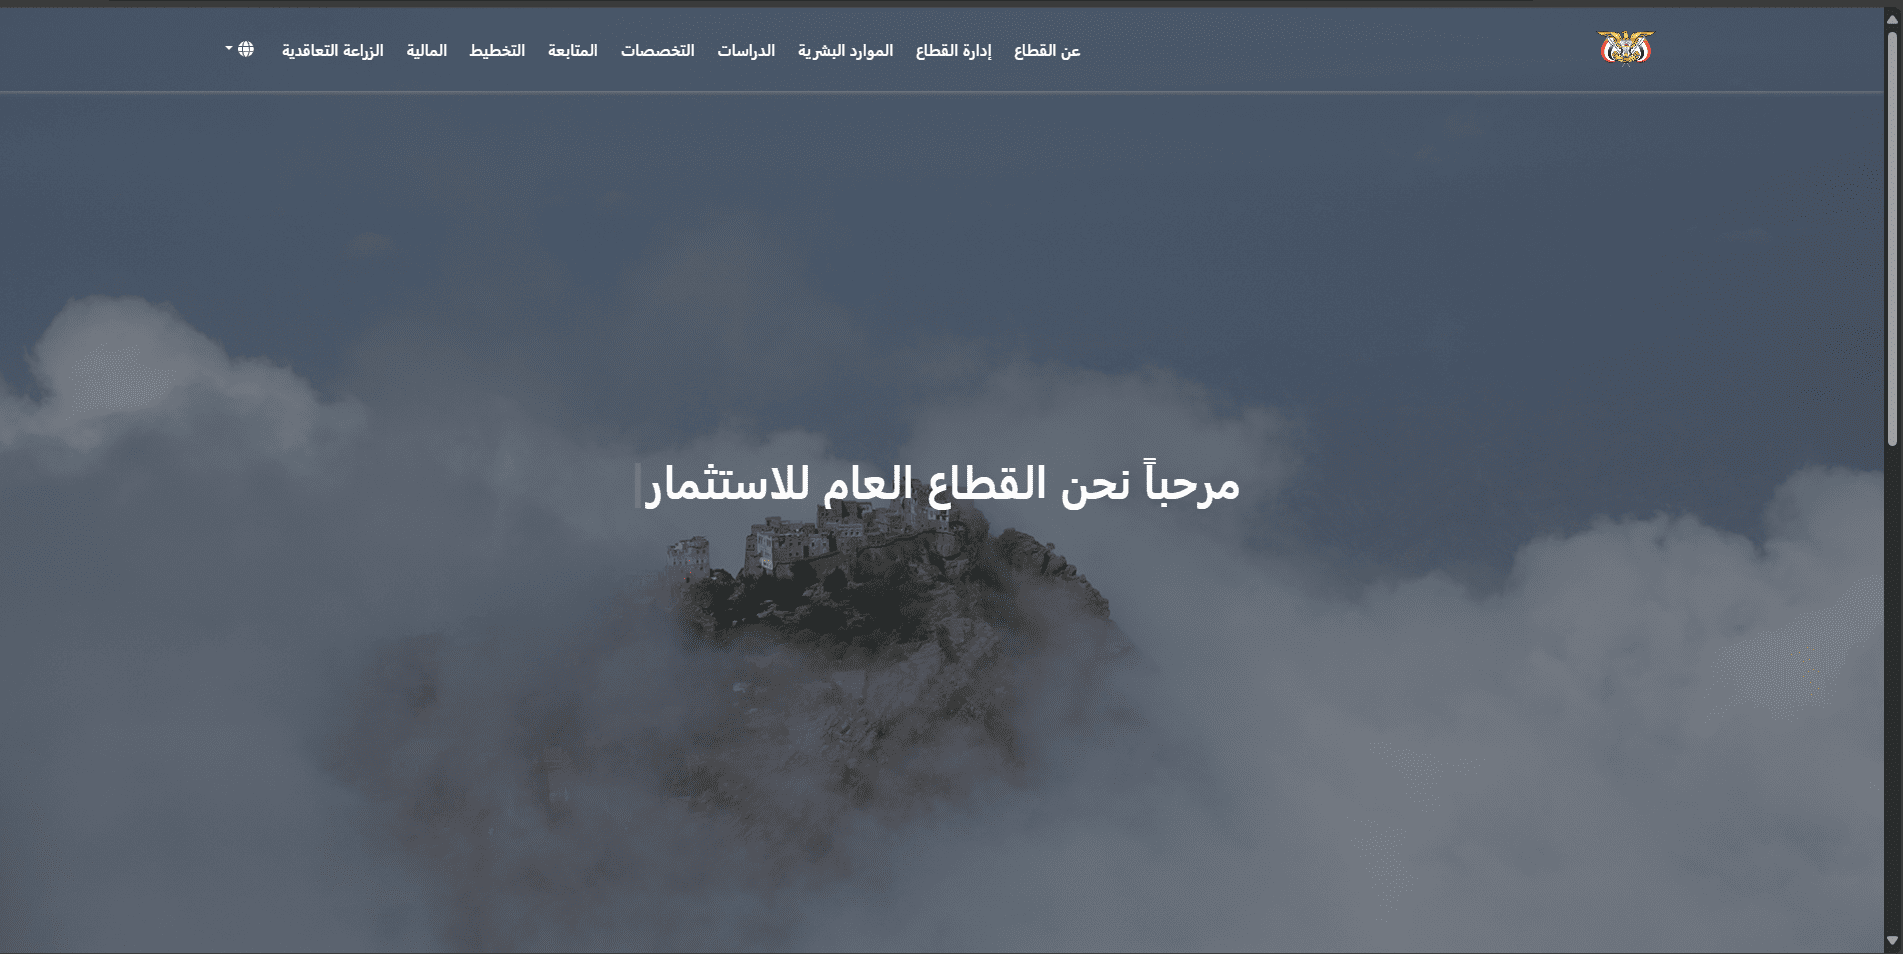 عن القطاع إدارة القطاع الموارد البشرية الدراسات التخصصات المتابعة التخطيط المالية الزراعة التعاقدية
مرحباً نحن القطاع العام للاستثمار